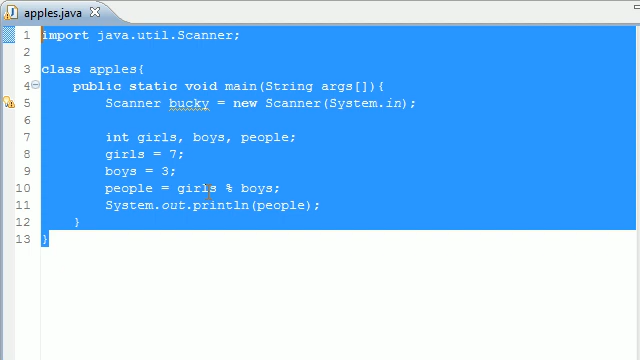 apples.java
1 import java.util.Scanner;
2
3 class apples{
4 public static void main(String args[]){
5 Scanner bucky = new Scanner(System.in);
6
7 int girls, boys, people;
8 girls = 7;
9 boys = 3;
10 people = girls % boys;
11 System.out.println(people);
12 }
13 }